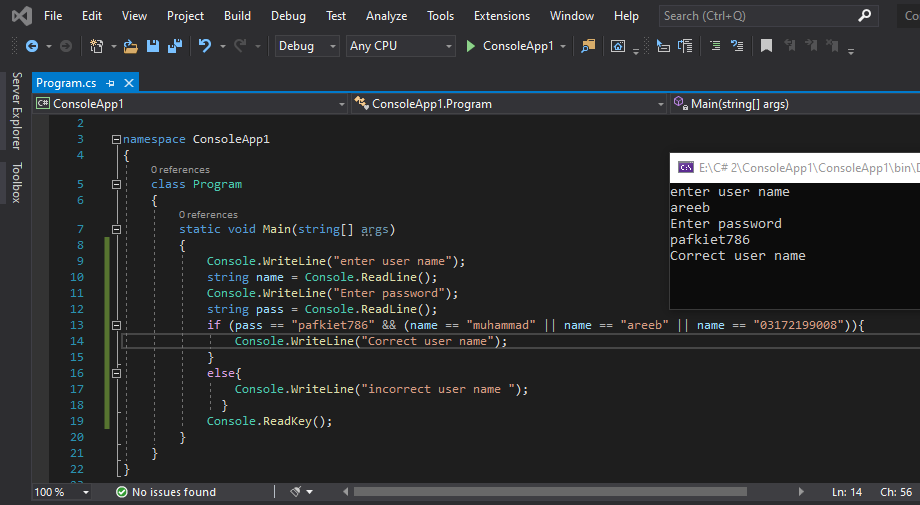 File Edit View Project Build Debug Test Analyze Tools Extensions Window Help Search (Ctrl+Q) Co
Debug Any CPU ConsoleApp1
Server Explorer
Toolbox
Program.cs
C# ConsoleApp1 ConsoleApp1.Program Main(string[] args)
2
3 namespace ConsoleApp1
4 {
0 references
5 class Program
6 {
0 references
7 static void Main(string[] args)
8 {
9 Console.WriteLine("enter user name");
10 string name = Console.ReadLine();
11 Console.WriteLine("Enter password");
12 string pass = Console.ReadLine();
13 if (pass == "pafkiet786" && (name == "muhammad" || name == "areeb" || name == "03172199008")){
14 Console.WriteLine("Correct user name");
15 }
16 else{
17 Console.WriteLine("incorrect user name ");
18 }
19 Console.ReadKey();
20 }
21 }
22 }
E:\C# 2\ConsoleApp1\ConsoleApp1\bin\D
enter user name
areeb
Enter password
pafkiet786
Correct user name
100 % No issues found Ln: 14 Ch: 56